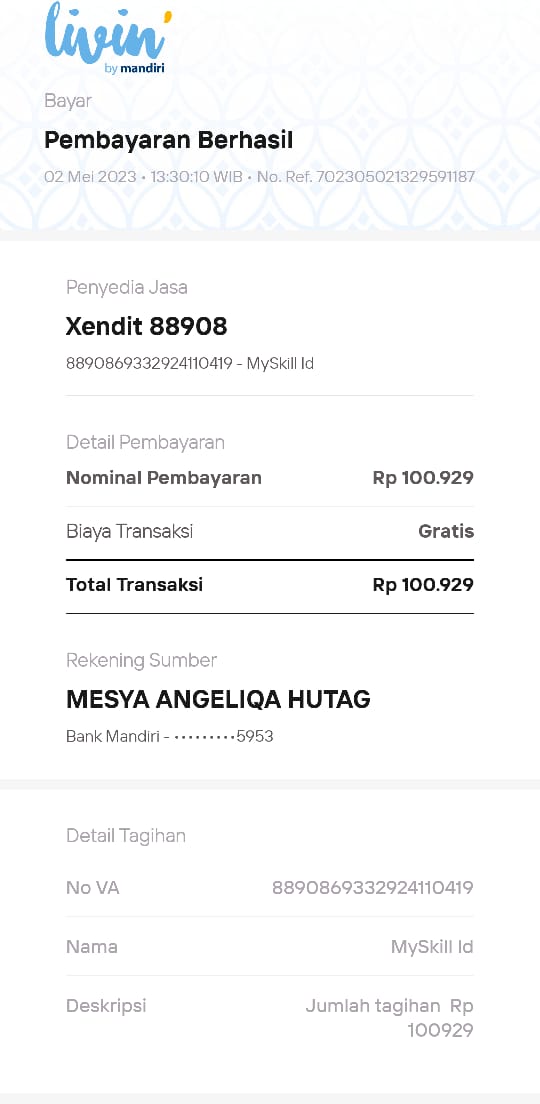 livin'
by mandiri
Bayar
Pembayaran Berhasil
02 Mei 2023 • 13:30:10 WIB • No. Ref. 702305021329591187
Penyedia Jasa
Xendit 88908
8890869332924110419 - MySkill Id
Detail Pembayaran
Nominal Pembayaran Rp 100.929
Biaya Transaksi Gratis
Total Transaksi Rp 100.929
Rekening Sumber
MESYA ANGELIQA HUTAG
Bank Mandiri - •••••••••5953
Detail Tagihan
No VA 8890869332924110419
Nama MySkill Id
Deskripsi Jumlah tagihan Rp
100929